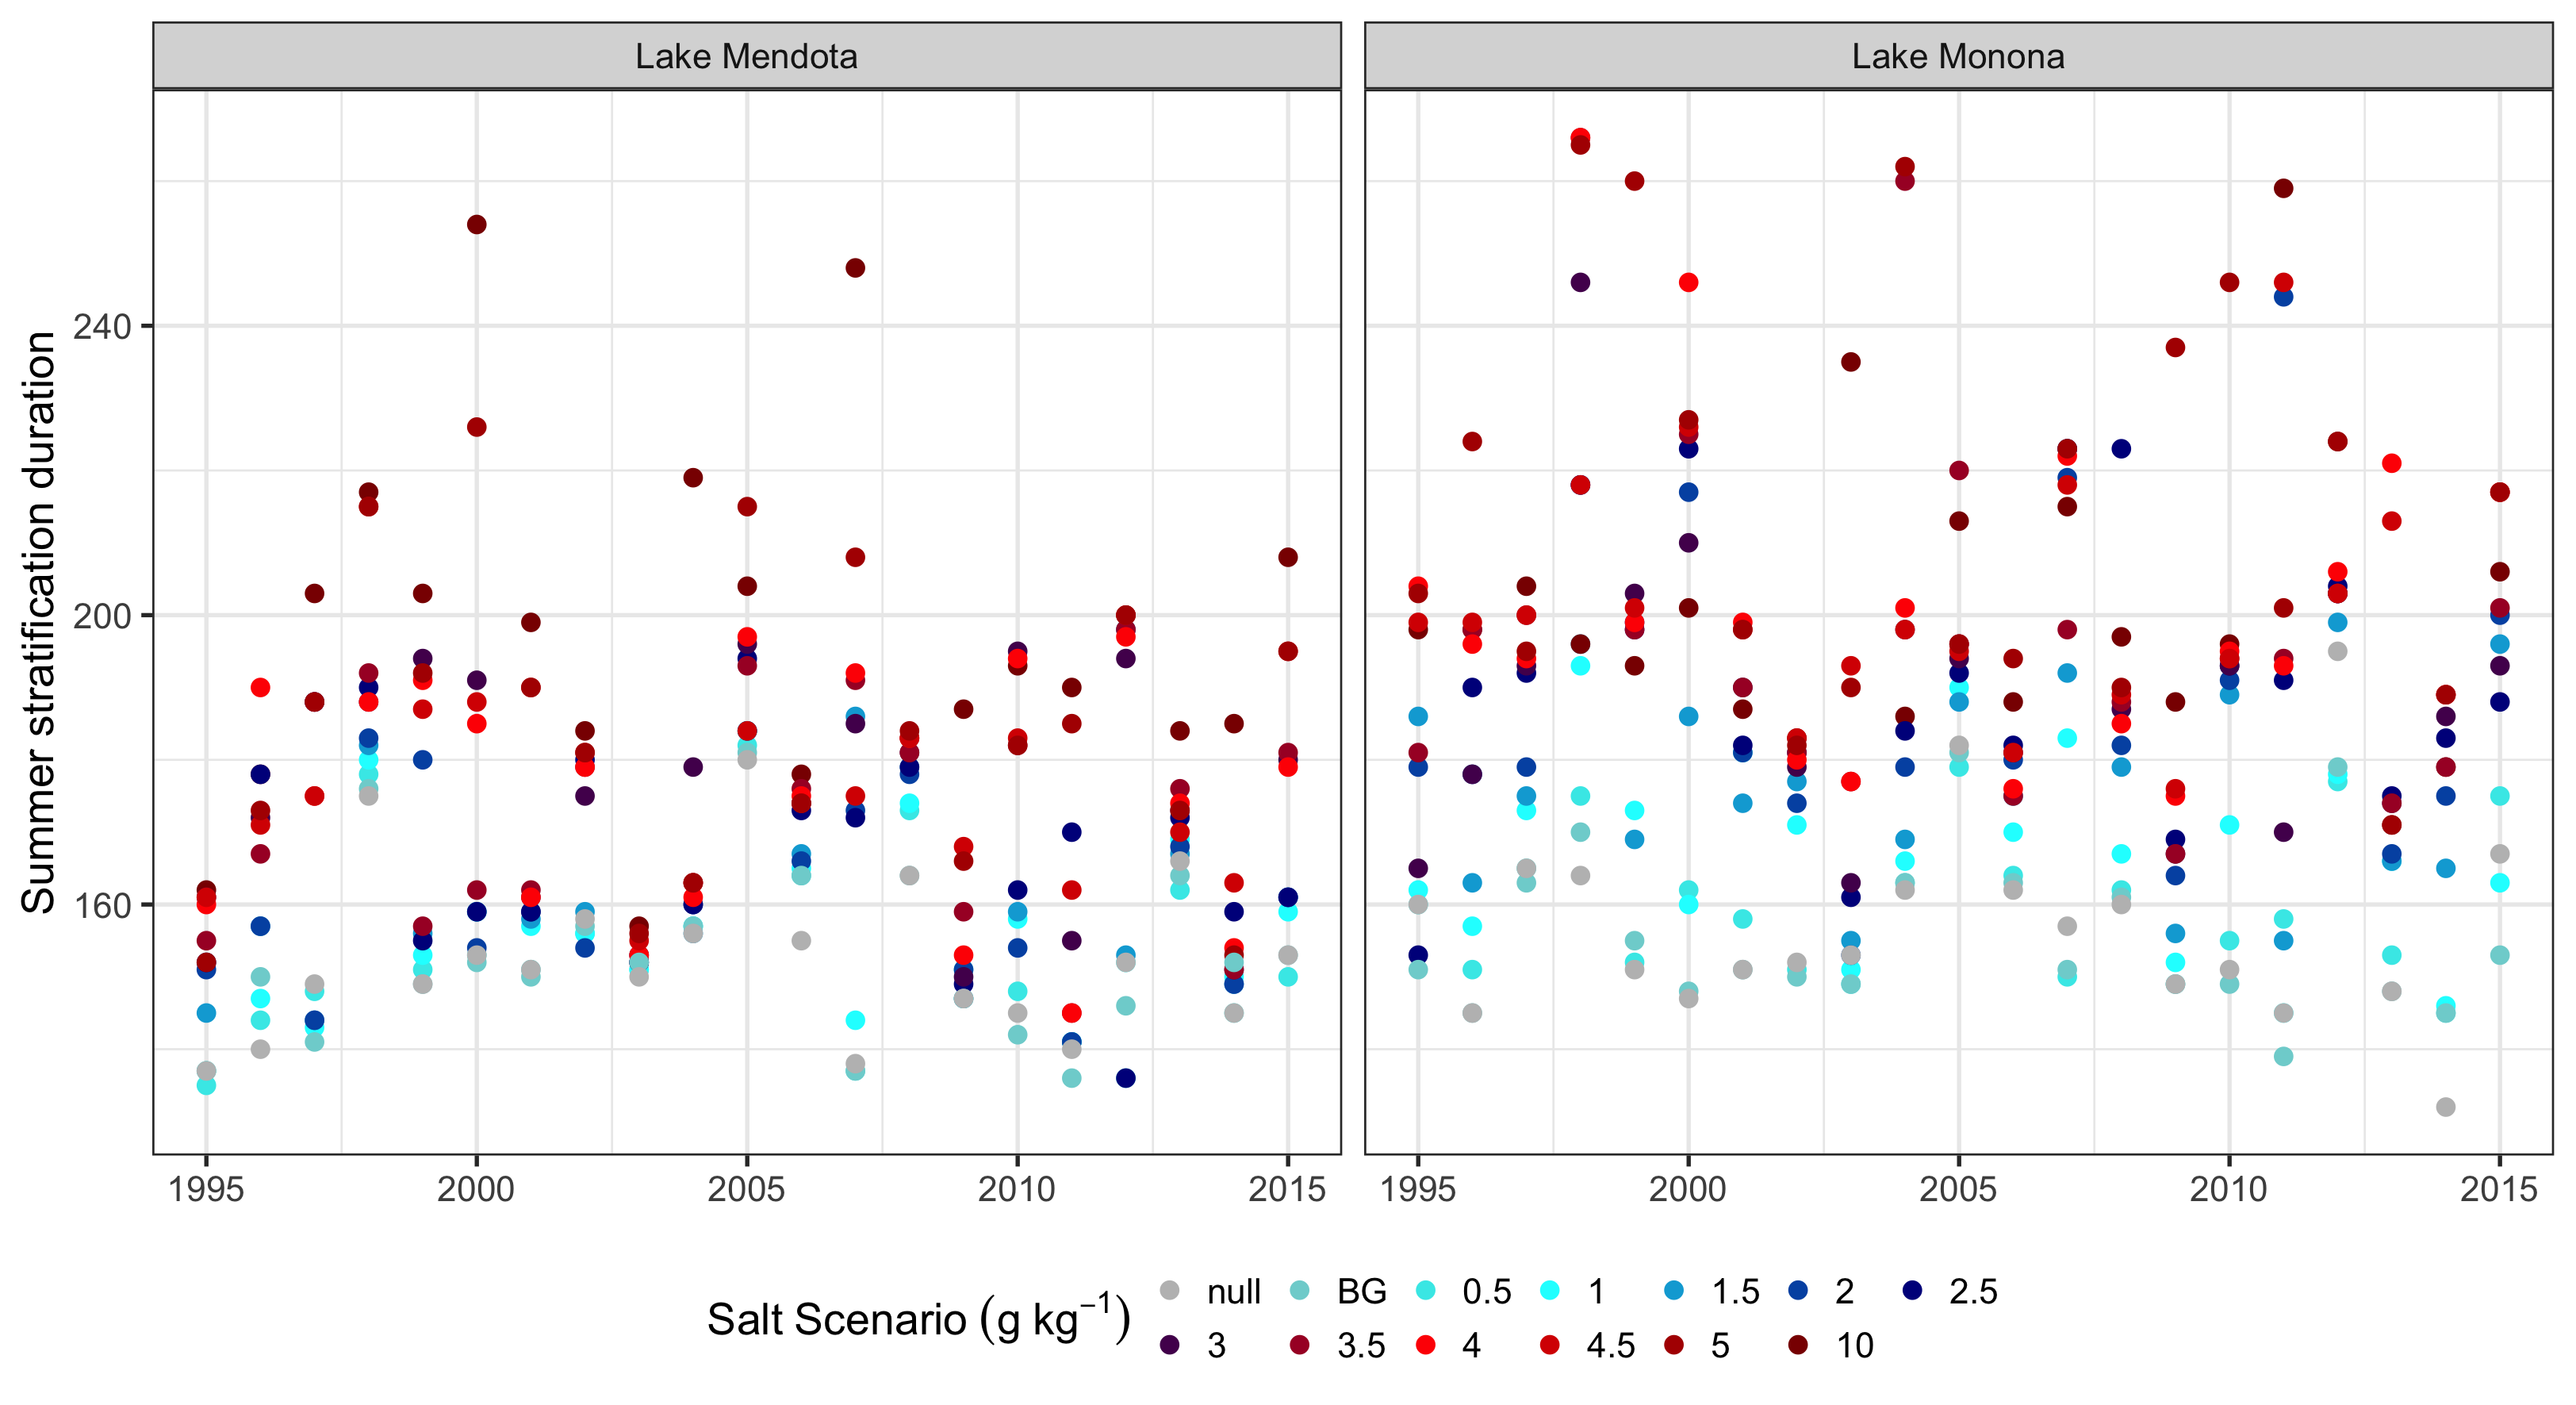 Lake Mendota
Lake Monona
Summer stratification duration
240
200
160
1995 2000 2005 2010 2015
1995 2000 2005 2010 2015
Salt Scenario (g kg⁻¹)
null BG 0.5 1 1.5 2 2.5
3 3.5 4 4.5 5 10